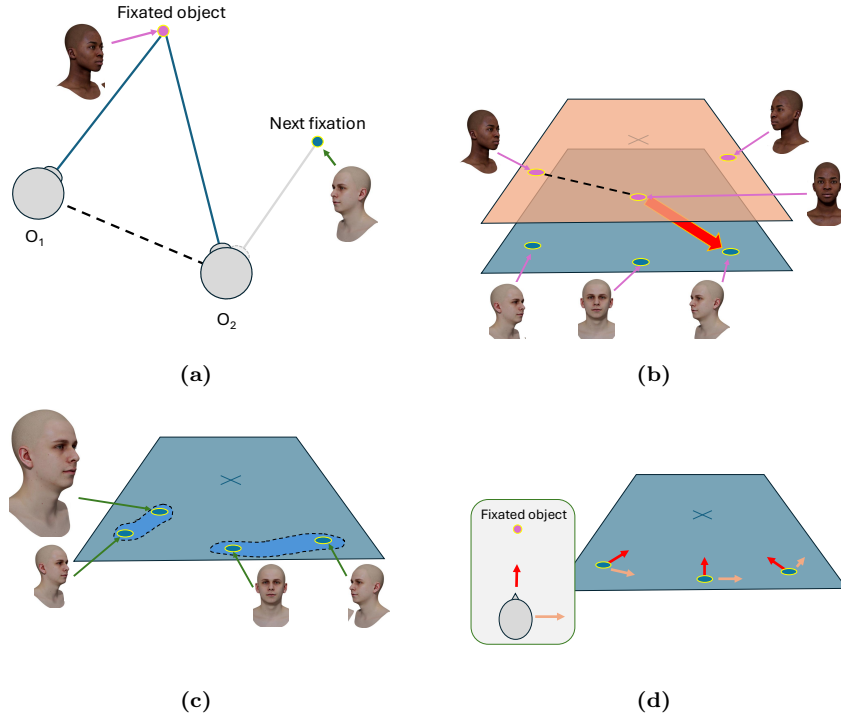 Fixated object
Next fixation
O1
O2
(a)
(b)
(c)
Fixated object
(d)